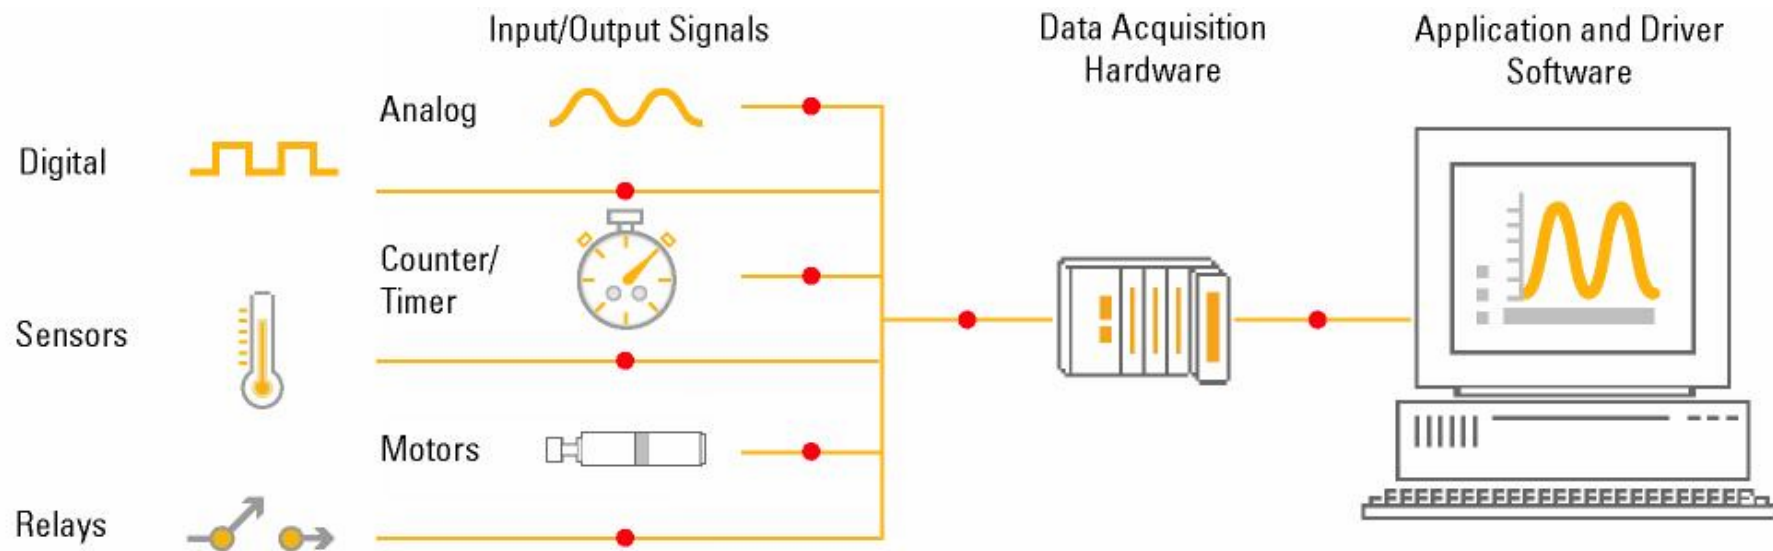 Input/Output Signals
Data Acquisition
Hardware
Application and Driver
Software
Analog
Digital
Counter/
Timer
Sensors
Motors
Relays